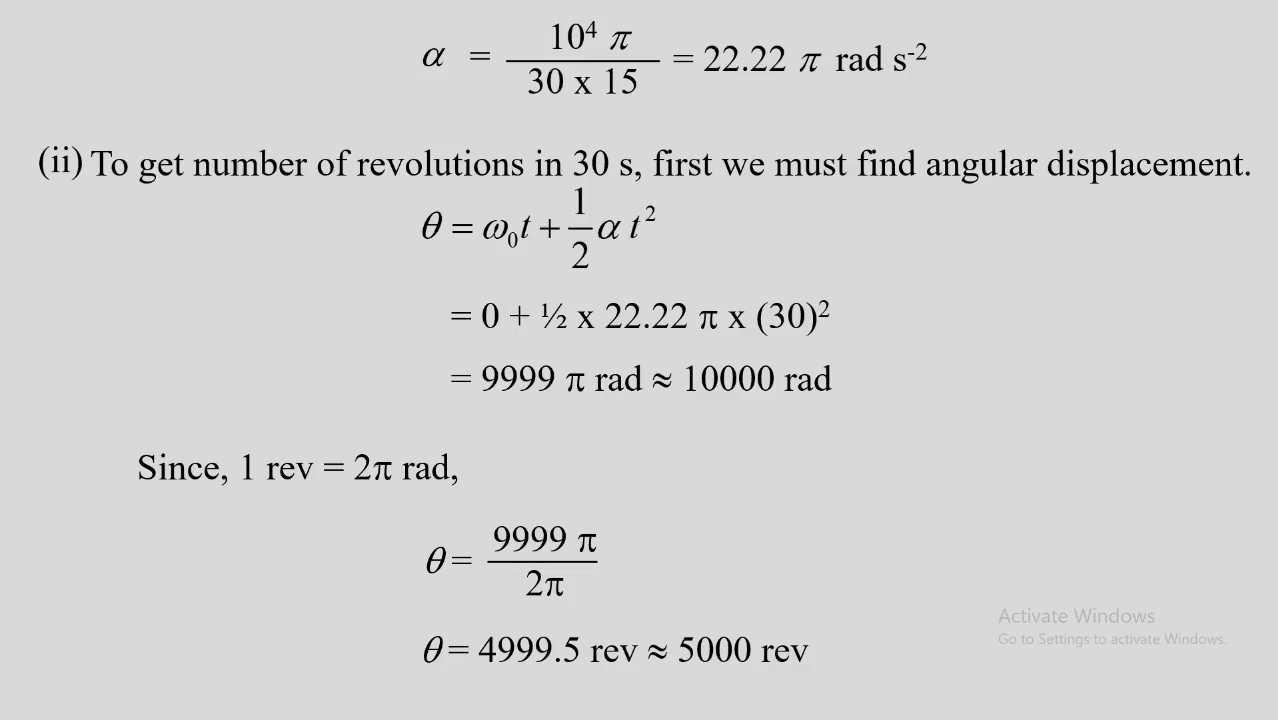 α = 10⁴ π / 30 x 15 = 22.22 π rad s⁻²
(ii) To get number of revolutions in 30 s, first we must find angular displacement.
θ = ω₀t + 1/2 α t²
= 0 + ½ x 22.22 π x (30)²
= 9999 π rad ≈ 10000 rad
Since, 1 rev = 2π rad,
θ = 9999 π / 2π
θ = 4999.5 rev ≈ 5000 rev
Activate Windows
Go to Settings to activate Windows.